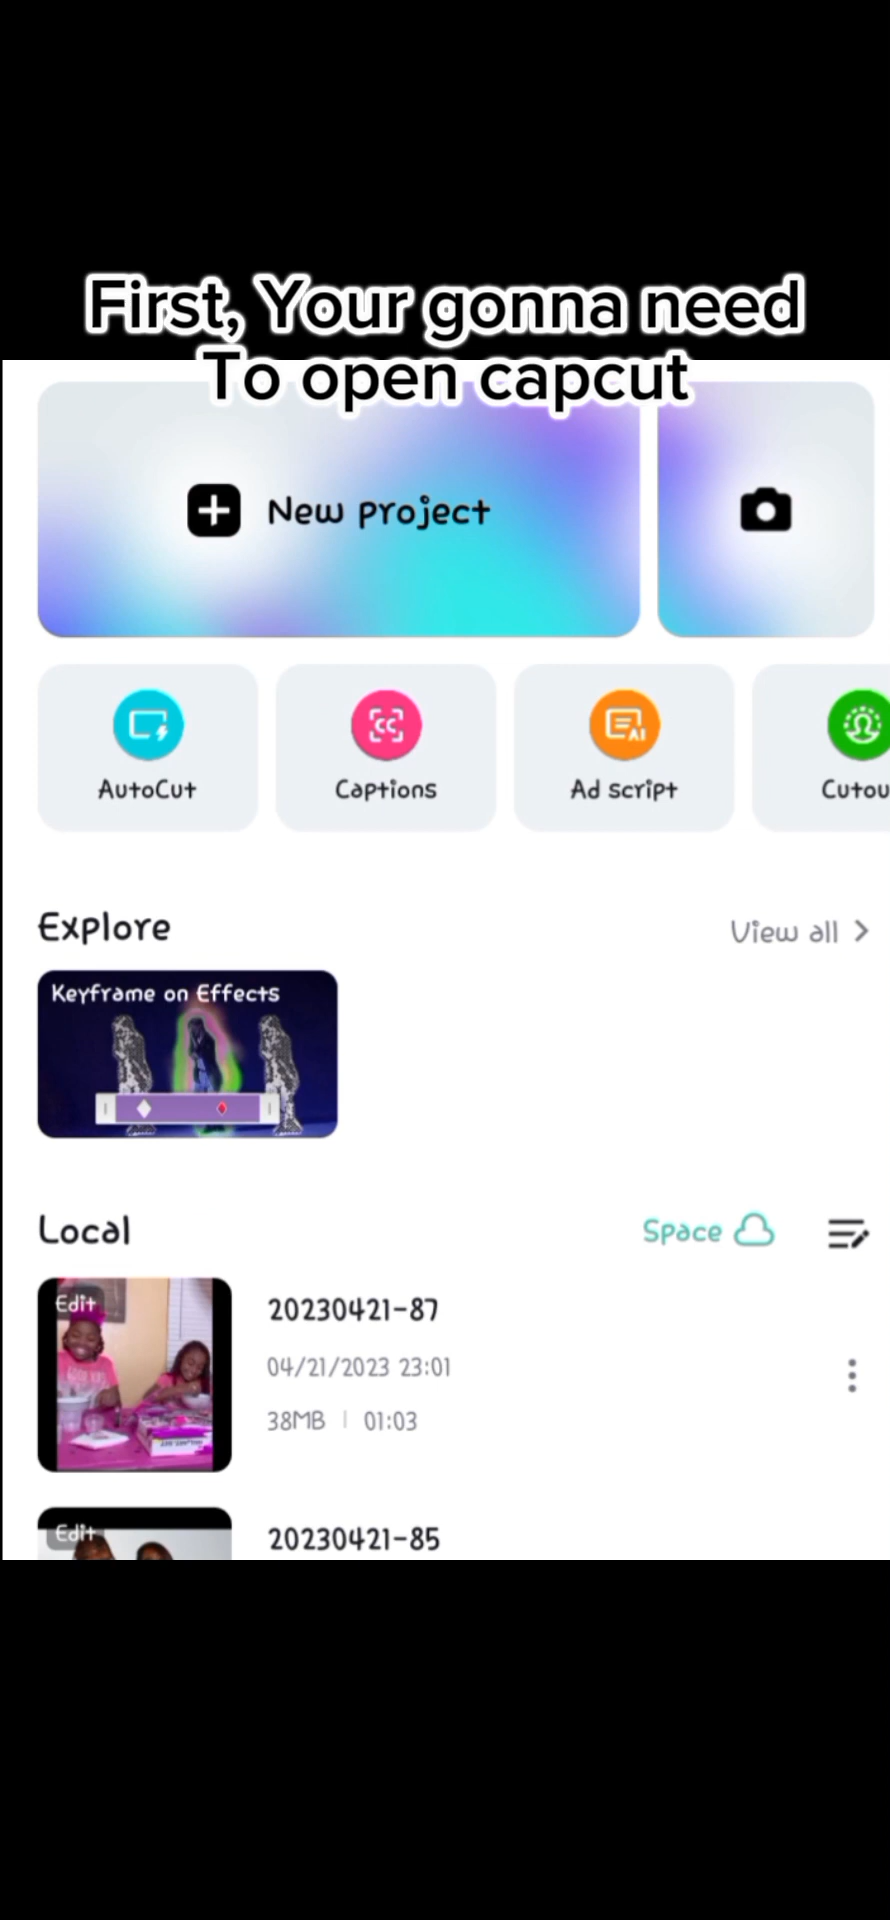 First, Your gonna need
To open capcut
New project
AutoCut
Captions
Ad script
Cutou
Explore
View all
Keyframe on Effects
Local
Space
Edit
20230421-87
04/21/2023 23:01
38MB | 01:03
Edit
20230421-85